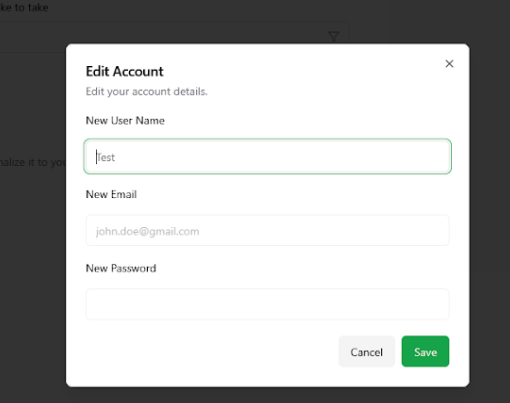 ke to take
Edit Account
Edit your account details.
New User Name
Test
nalize it to you
New Email
john.doe@gmail.com
New Password
Cancel
Save